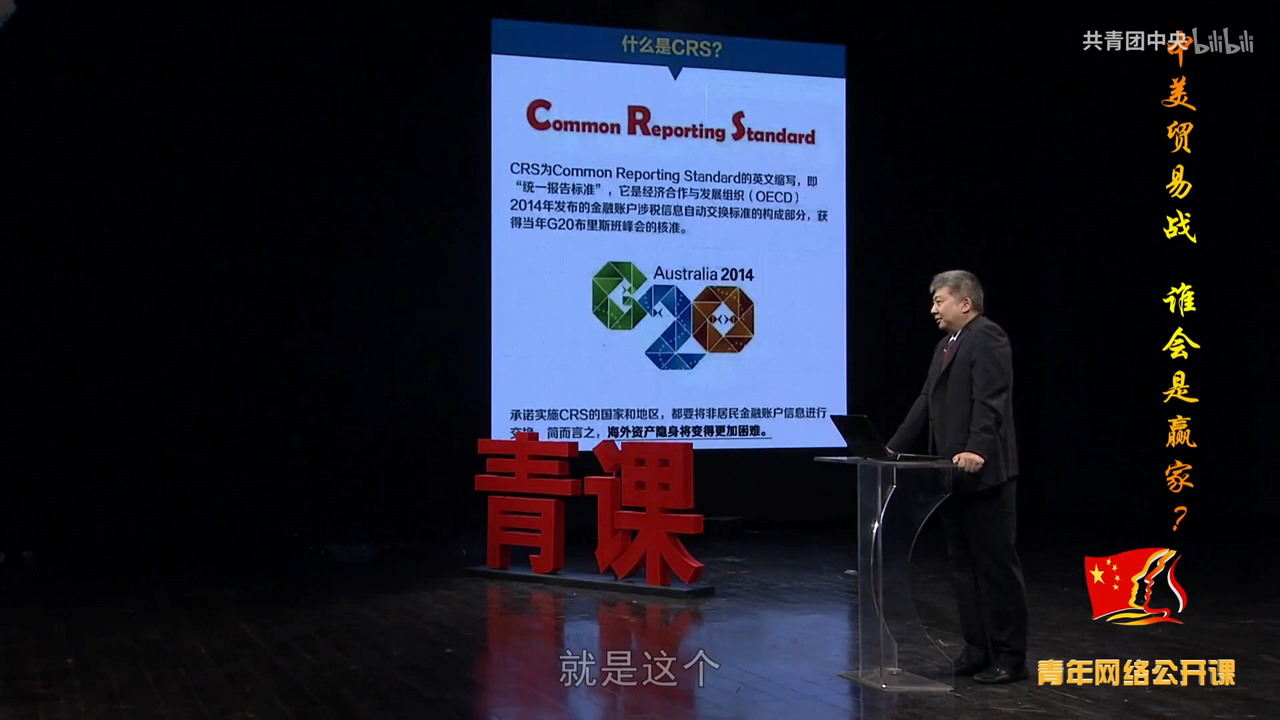 什么是CRS?
Common Reporting Standard
CRS为Common Reporting Standard的英文缩写，即
“统一报告标准”，它是经济合作与发展组织（OECD）
2014年发布的金融账户涉税信息自动交换标准的构成部分，获
得当年G20布里斯班峰会的核准。
Australia 2014
G20
承诺实施CRS的国家和地区，都要将非居民金融账户信息进行
交换。简而言之，海外资产隐身将变得更加困难。
青课
共青团中央 bilibili
中美贸易战 谁会是赢家？
青年网络公开课
就是这个